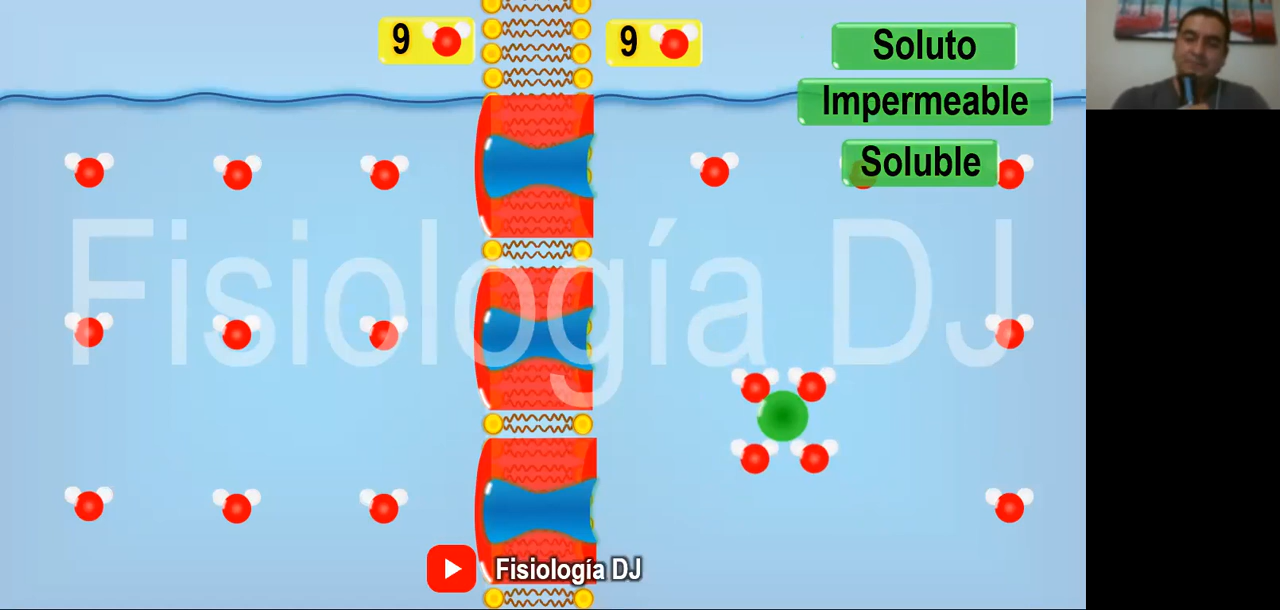 9
9
Soluto
Impermeable
Soluble
Fisiología DJ
Fisiología DJ